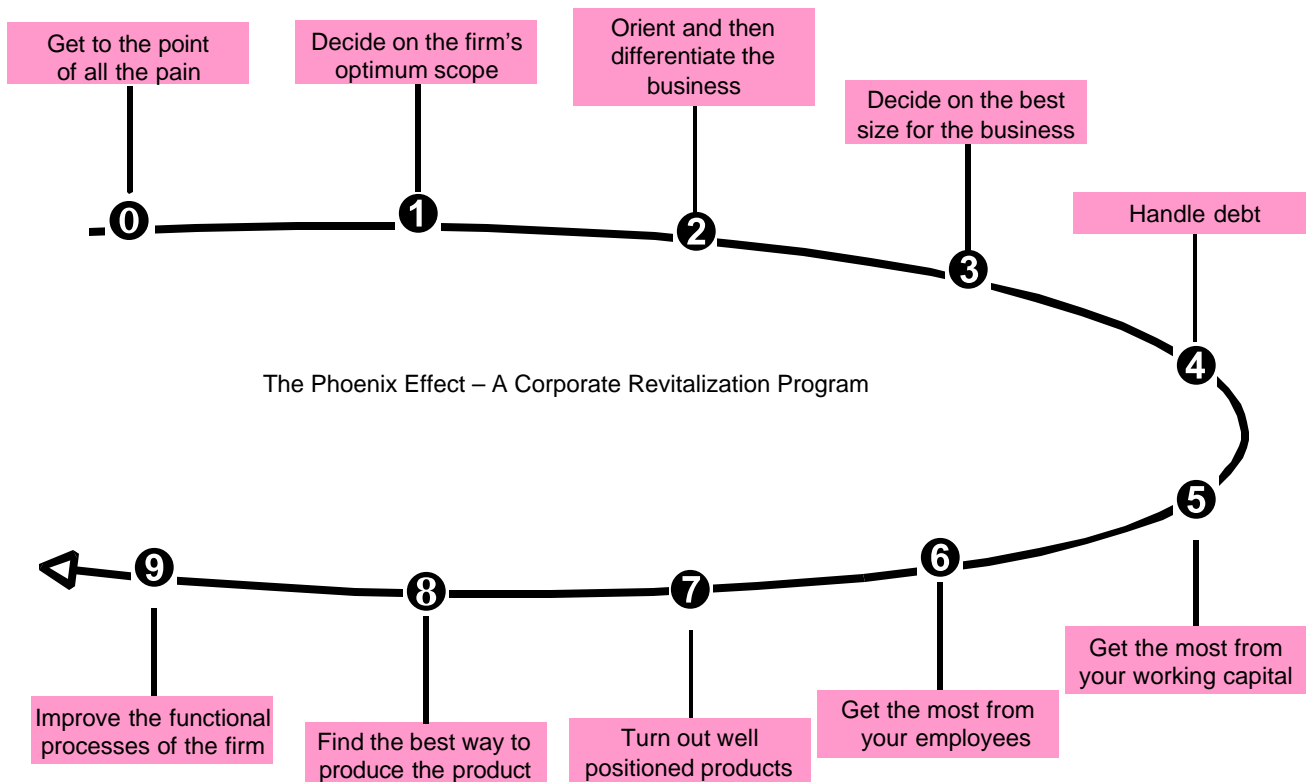 Get to the point
of all the pain
Decide on the firm's
optimum scope
Orient and then
differentiate the
business
Decide on the best
size for the business
Handle debt
0
1
2
3
4
The Phoenix Effect – A Corporate Revitalization Program
5
6
7
8
9
Get the most from
your working capital
Get the most from
your employees
Turn out well
positioned products
Find the best way to
produce the product
Improve the functional
processes of the firm